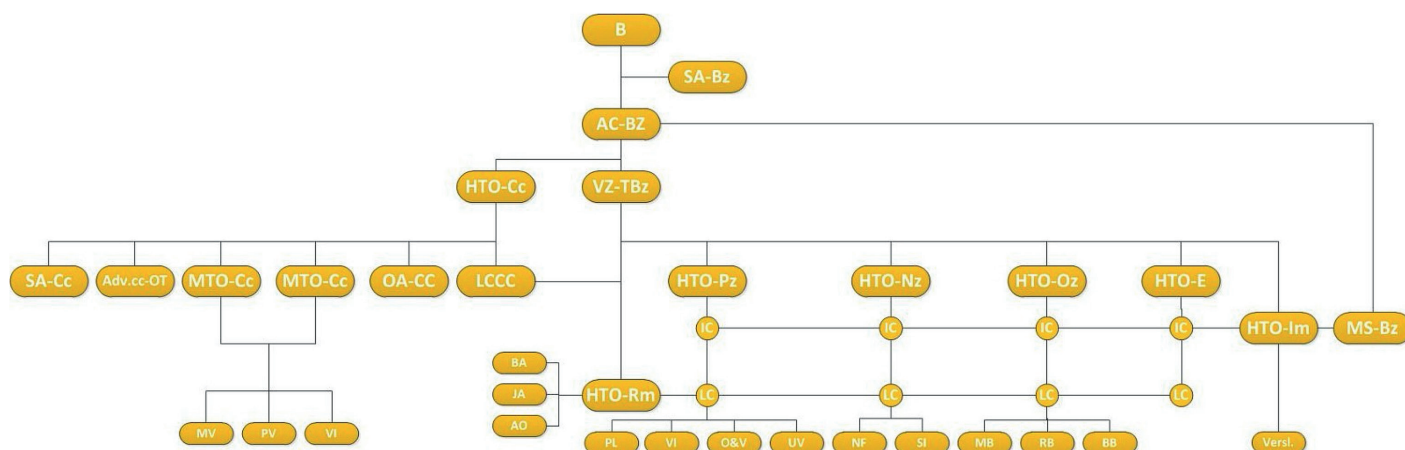 B
SA-Bz
AC-BZ
HTO-Cc
VZ-TBz
SA-Cc
Adv.cc-OT
MTO-Cc
MTO-Cc
OA-CC
LCCC
HTO-Pz
HTO-Nz
HTO-Oz
HTO-E
IC
IC
IC
IC
HTO-Im
MS-Bz
BA
JA
AO
HTO-Rm
LC
LC
LC
LC
MV
PV
VI
PL
VI
O&V
UV
NF
SI
MB
RB
BB
Versl.